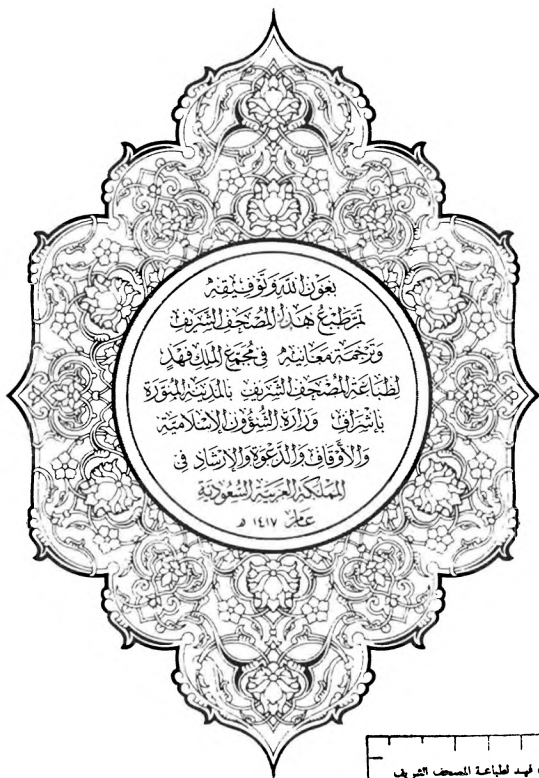 بعون الله وتوفيقه
تم طبع هذا المصحف الشريف
وترجمة معانيه في مجمع الملك فهد
لطباعة المصحف الشريف بالمدينة المنورة
بإشراف وزارة الشؤون الإسلامية
والأوقاف والدعوة والإرشاد في
المملكة العربية السعودية
عام ١٤١٧ هـ
فهد لطباعة المصحف الشريف